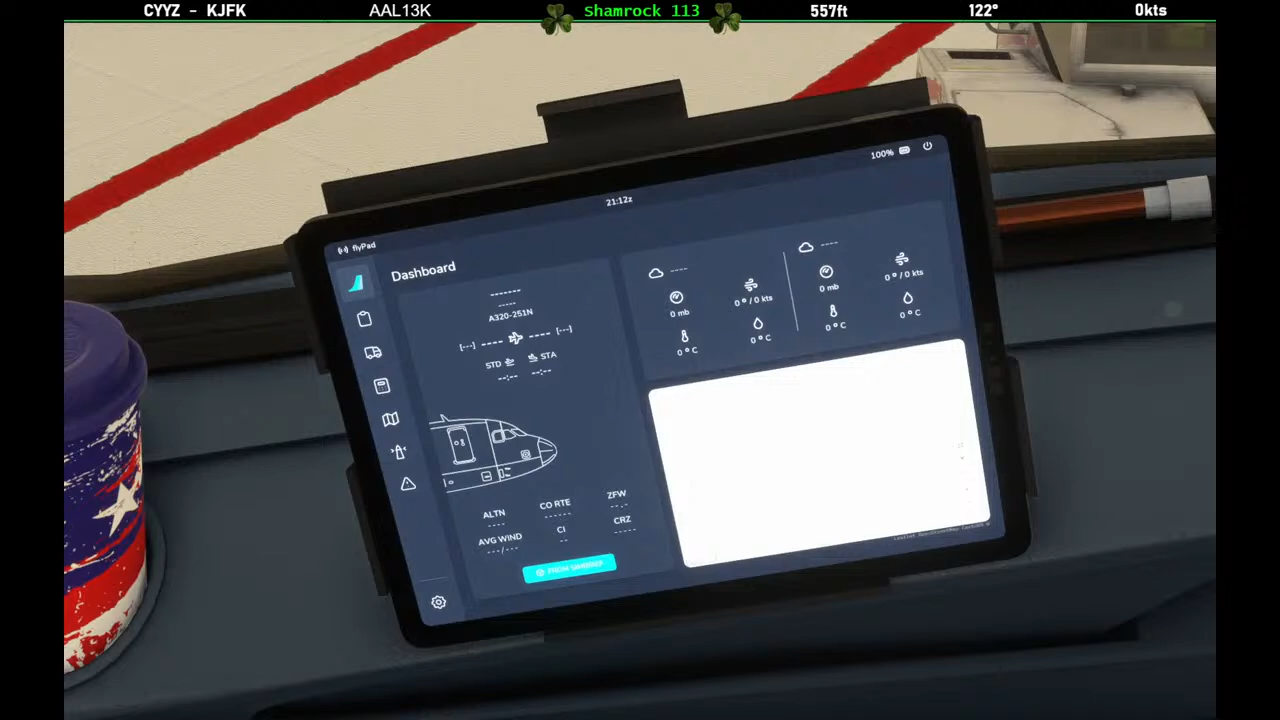 CYYZ - KJFK AAL13K Shamrock 113 557ft 122° 0kts
100%
21:12z
flyPad
Dashboard
-------
-----
A320-251N
[---] ---- ---- [---]
STD STA
--:-- --:--
ALTN CO RTE ZFW
---- ------ --.-
AVG WIND CI CRZ
---/--- -- -----
FROM SIMBRIEF
----
0 mb 0 ° / 0 kts
0 ° C 0 ° C
----
0 mb 0 ° / 0 kts
0 ° C 0 ° C